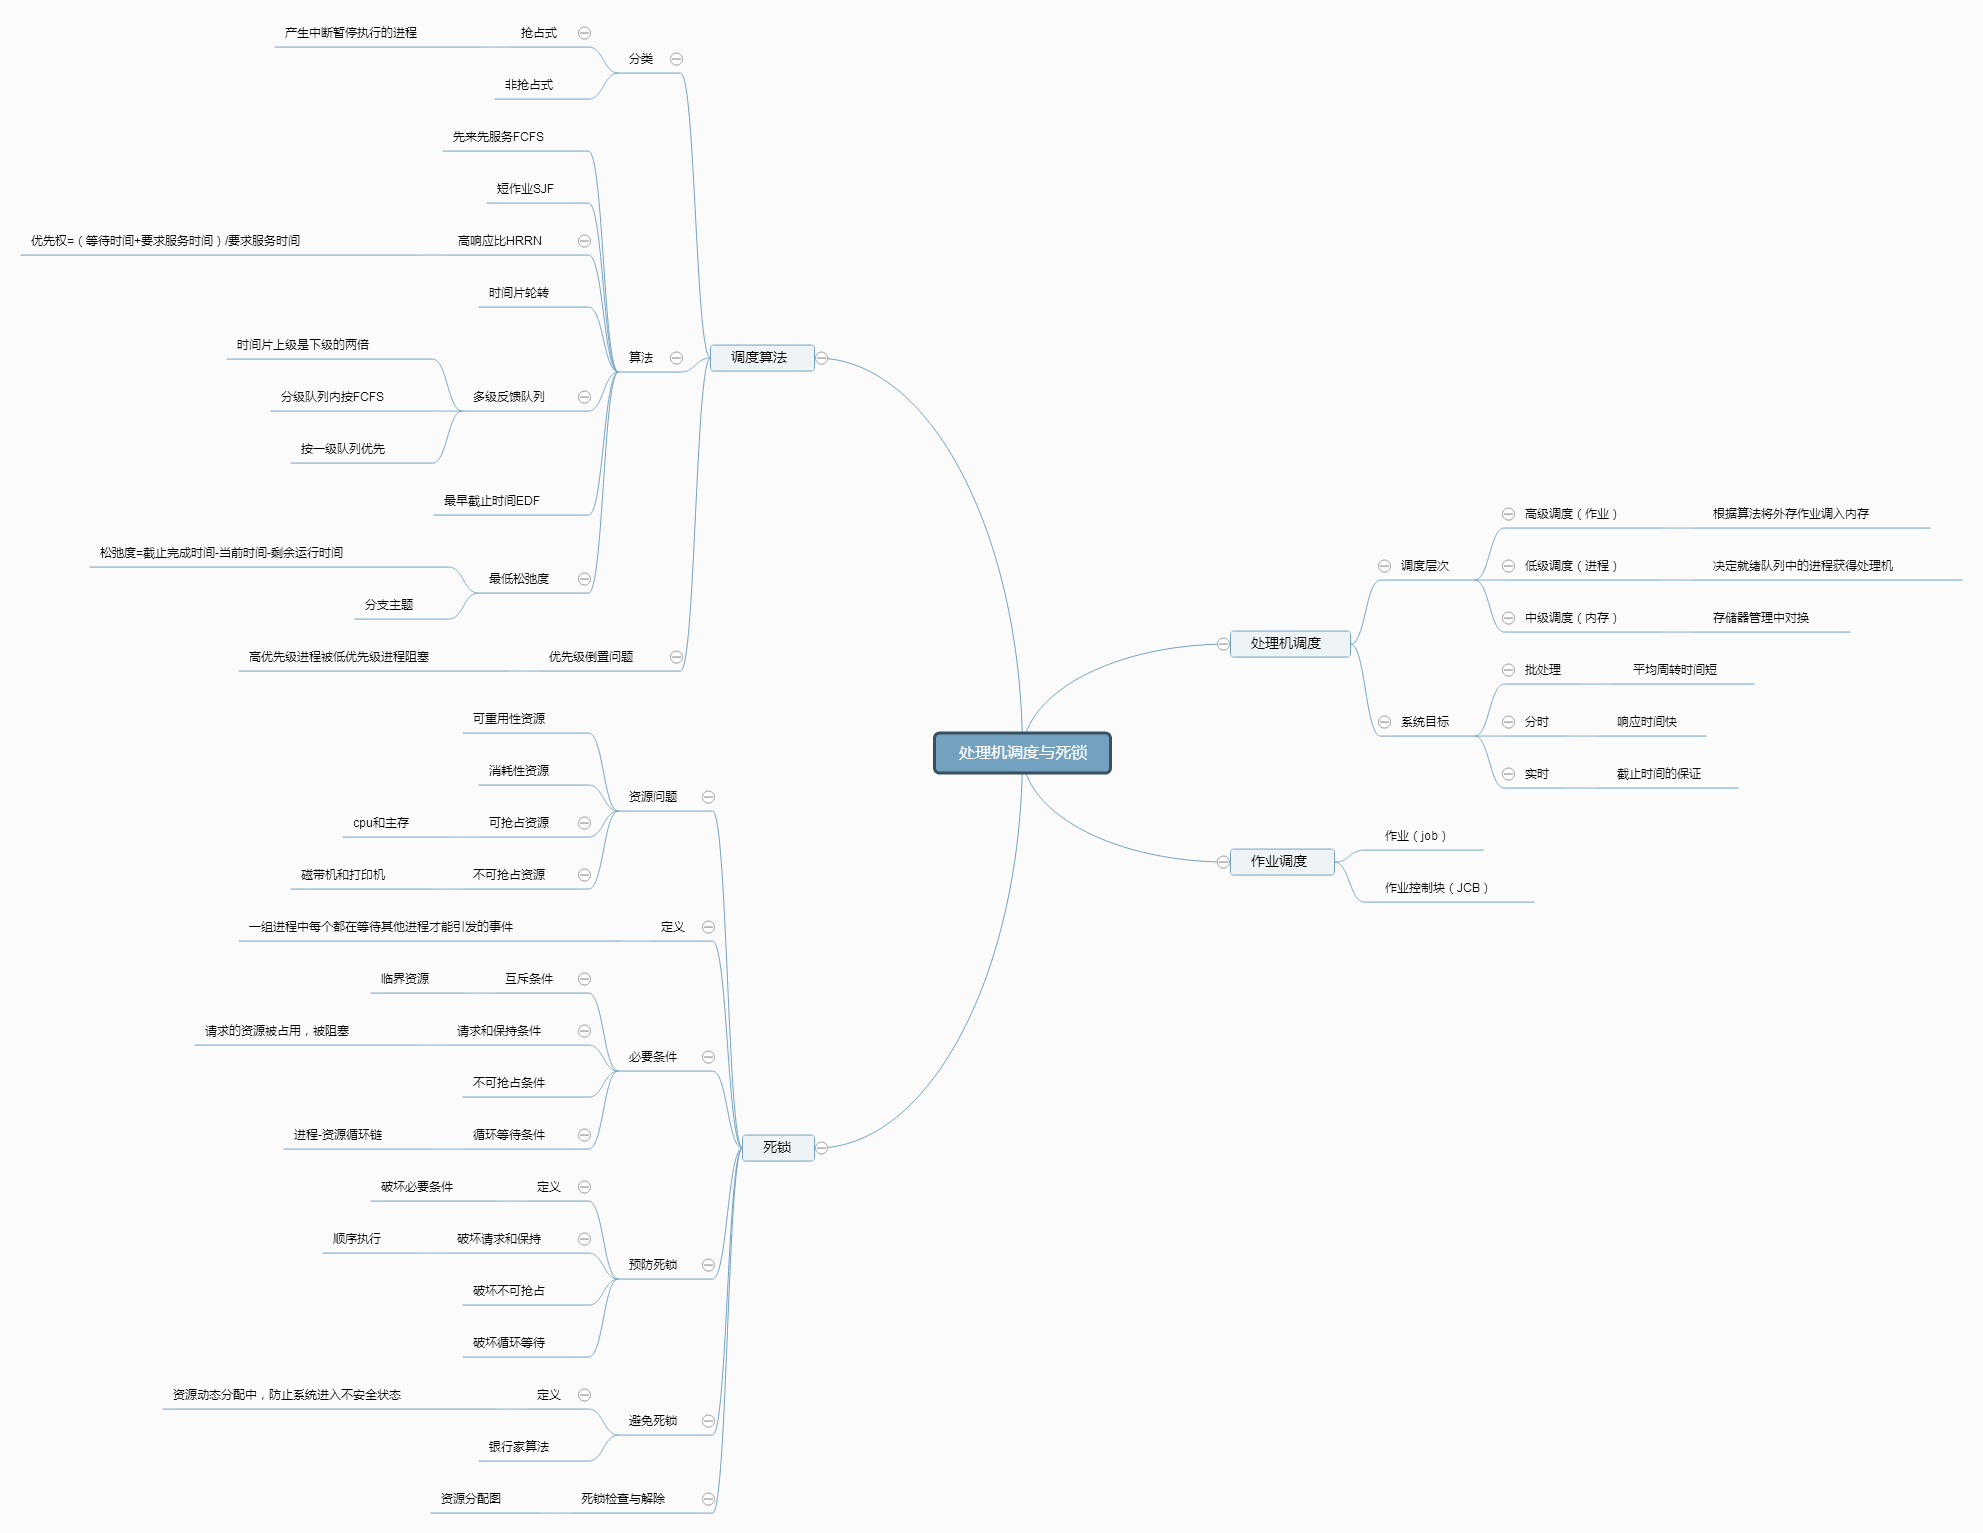 处理机调度与死锁
处理机调度
调度层次
高级调度（作业）
根据算法将外存作业调入内存
低级调度（进程）
决定就绪队列中的进程获得处理机
中级调度（内存）
存储器管理中对换
系统目标
批处理
平均周转时间短
分时
响应时间快
实时
截止时间的保证
作业调度
作业（job）
作业控制块（JCB）
调度算法
分类
抢占式
产生中断暂停执行的进程
非抢占式
算法
先来先服务FCFS
短作业SJF
高响应比HRRN
优先权=（等待时间+要求服务时间）/要求服务时间
时间片轮转
多级反馈队列
时间片上级是下级的两倍
分级队列内按FCFS
按一级队列优先
最早截止时间EDF
最低松弛度
松弛度=截止完成时间-当前时间-剩余运行时间
分支主题
优先级倒置问题
高优先级进程被低优先级进程阻塞
死锁
资源问题
可重用性资源
消耗性资源
可抢占资源
cpu和主存
不可抢占资源
磁带机和打印机
定义
一组进程中每个都在等待其他进程才能引发的事件
必要条件
互斥条件
临界资源
请求和保持条件
请求的资源被占用，被阻塞
不可抢占条件
循环等待条件
进程-资源循环链
预防死锁
定义
破坏必要条件
破坏请求和保持
顺序执行
破坏不可抢占
破坏循环等待
避免死锁
定义
资源动态分配中，防止系统进入不安全状态
银行家算法
死锁检查与解除
资源分配图